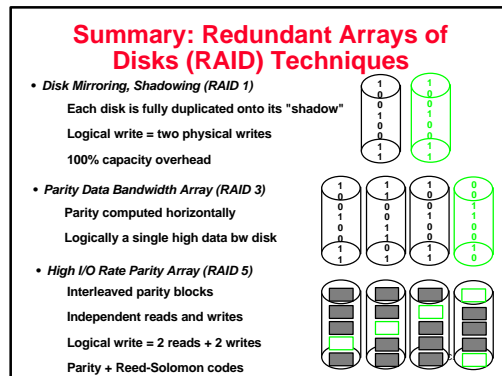 Summary: Redundant Arrays of
Disks (RAID) Techniques
• Disk Mirroring, Shadowing (RAID 1)
Each disk is fully duplicated onto its "shadow"
Logical write = two physical writes
100% capacity overhead
10010011
10010011
• Parity Data Bandwidth Array (RAID 3)
Parity computed horizontally
Logically a single high data bw disk
• High I/O Rate Parity Array (RAID 5)
Interleaved parity blocks
Independent reads and writes
Logical write = 2 reads + 2 writes
Parity + Reed-Solomon codes